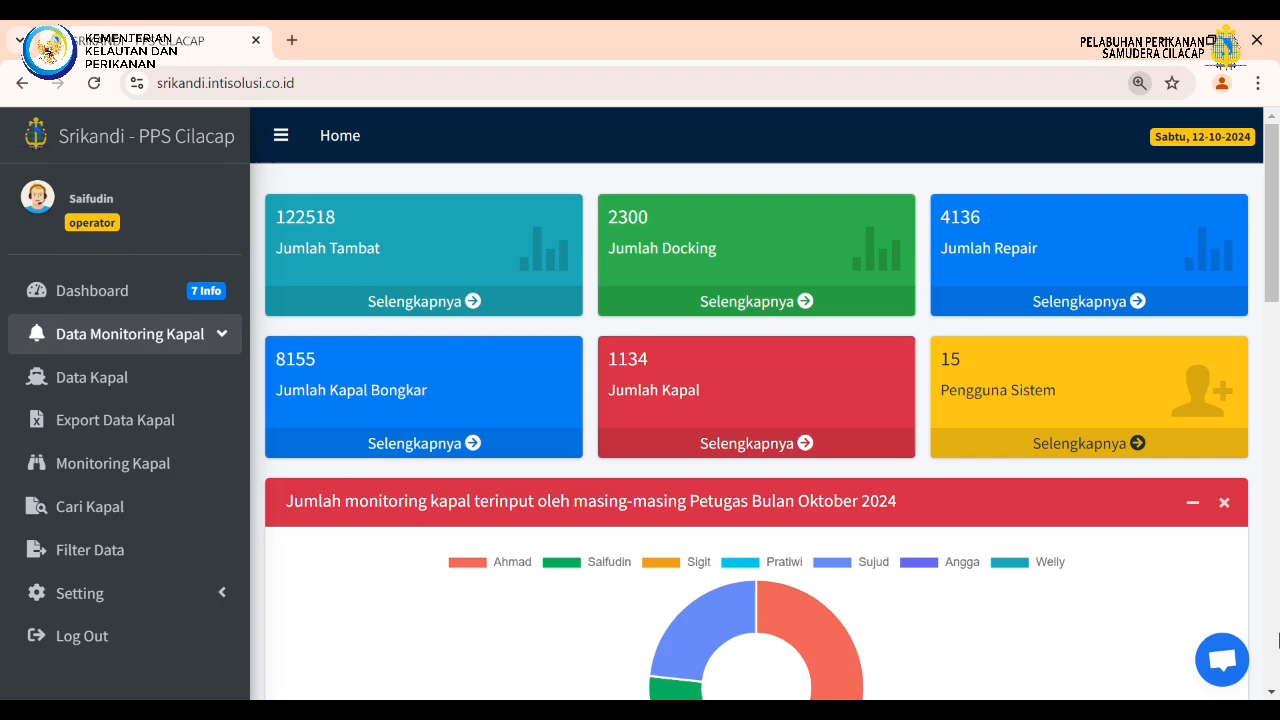 KEMENTERIAN
KELAUTAN DAN
PERIKANAN
PELABUHAN PERIKANAN
SAMUDERA CILACAP
srikandi.intisolusi.co.id
Srikandi - PPS Cilacap
Home
Sabtu, 12-10-2024
Saifudin
operator
Dashboard
7 Info
Data Monitoring Kapal
Data Kapal
Export Data Kapal
Monitoring Kapal
Cari Kapal
Filter Data
Setting
Log Out
122518
Jumlah Tambat
Selengkapnya
2300
Jumlah Docking
Selengkapnya
4136
Jumlah Repair
Selengkapnya
8155
Jumlah Kapal Bongkar
Selengkapnya
1134
Jumlah Kapal
Selengkapnya
15
Pengguna Sistem
Selengkapnya
Jumlah monitoring kapal terinput oleh masing-masing Petugas Bulan Oktober 2024
Ahmad Saifudin Sigit Pratiwi Sujud Angga Welly